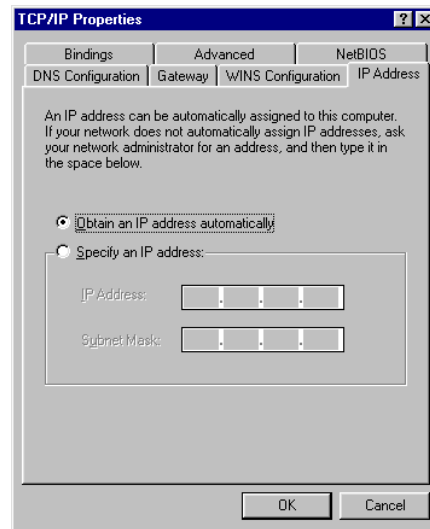 TCP/IP Properties
Bindings Advanced NetBIOS
DNS Configuration Gateway WINS Configuration IP Address
An IP address can be automatically assigned to this computer.
If your network does not automatically assign IP addresses, ask
your network administrator for an address, and then type it in
the space below.
Obtain an IP address automatically
Specify an IP address:
IP Address:
Subnet Mask:
OK Cancel